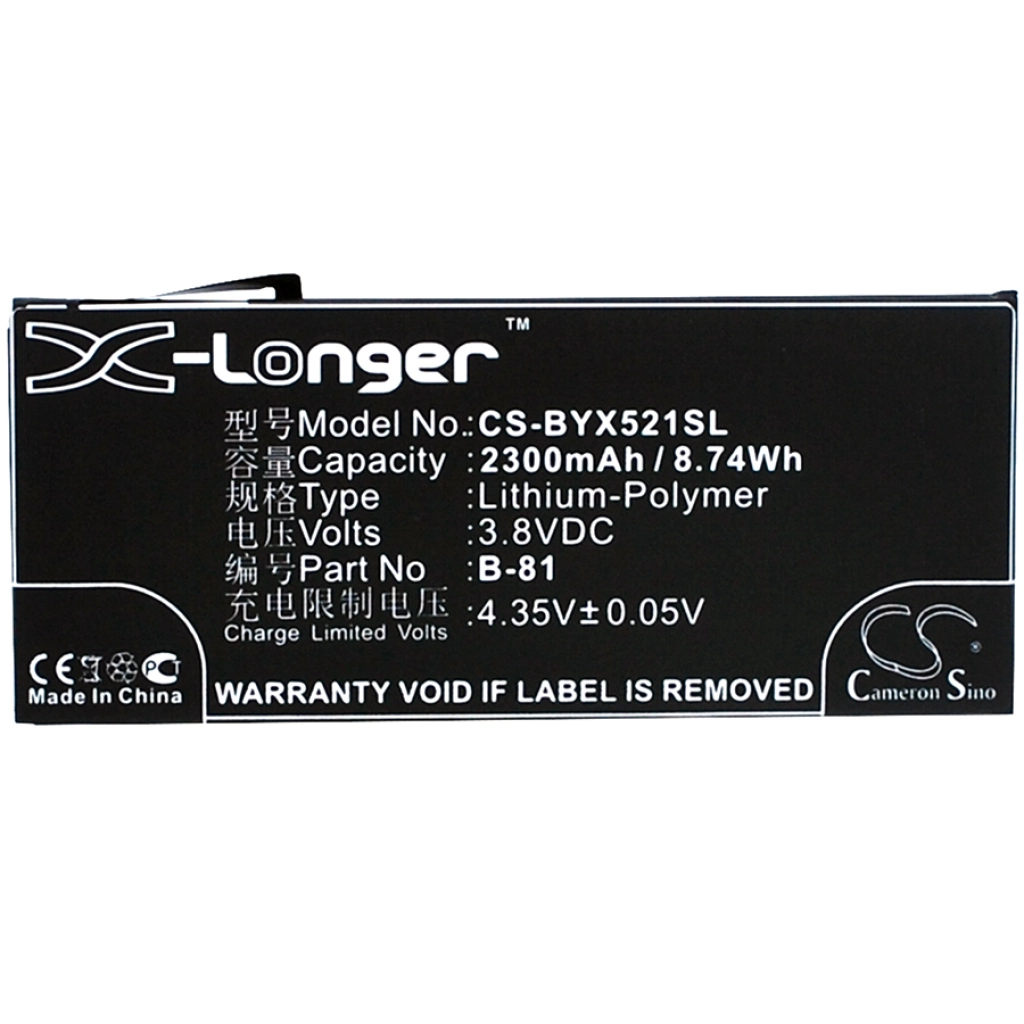 X-Longer™
型号Model No.:CS-BYX521SL
容量Capacity :2300mAh / 8.74Wh
规格Type :Lithium-Polymer
电压Volts :3.8VDC
编号Part No :B-81
充电限制电压
Charge Limited Volts :4.35V±0.05V
CE PCT
Made In China
WARRANTY VOID IF LABEL IS REMOVED
CS®
Cameron Sino